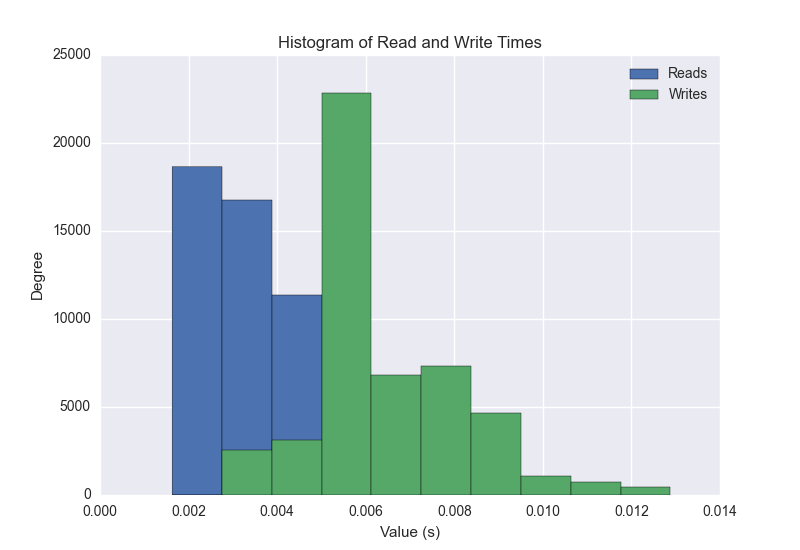 Histogram of Read and Write Times
25000
20000
15000
10000
5000
0
Degree
Reads
Writes
0.000 0.002 0.004 0.006 0.008 0.010 0.012 0.014
Value (s)